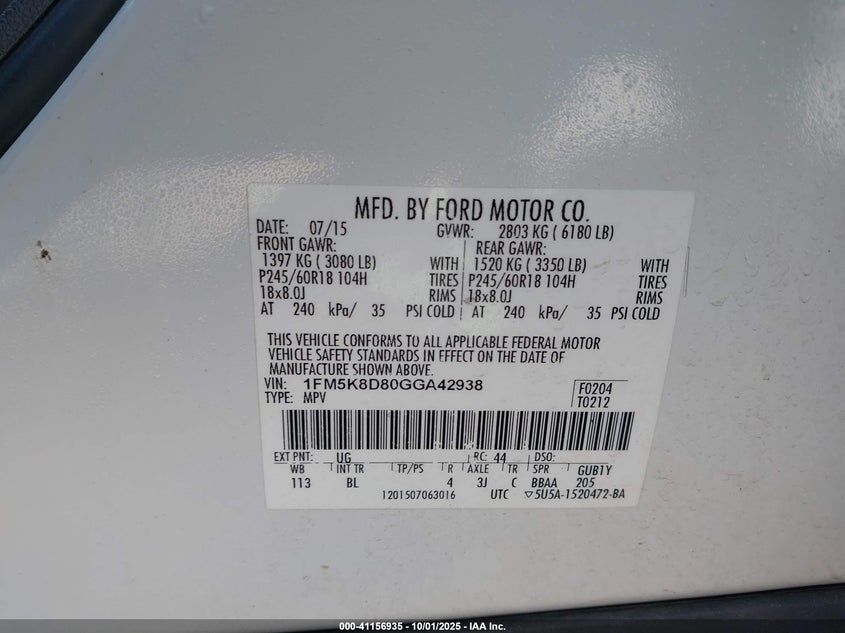 MFD. BY FORD MOTOR CO.
DATE: 07/15 GVWR: 2803 KG ( 6180 LB)
FRONT GAWR: REAR GAWR:
1397 KG ( 3080 LB) WITH 1520 KG ( 3350 LB) WITH
P245/60R18 104H TIRES P245/60R18 104H TIRES
18x8.0J RIMS 18x8.0J RIMS
AT 240 kPa/ 35 PSI COLD AT 240 kPa/ 35 PSI COLD
THIS VEHICLE CONFORMS TO ALL APPLICABLE FEDERAL MOTOR
VEHICLE SAFETY STANDARDS IN EFFECT ON THE DATE OF
MANUFACTURE SHOWN ABOVE.
VIN: 1FM5K8D80GGA42938 F0204
TYPE: MPV T0212
EXT PNT: UG RC: 44 DSO:
WB INT TR TP/PS R AXLE TR SPR GUB1Y
113 BL 4 3J C BBAA 205
1201507063016 UTC ▽5U5A-1520472-BA
000-41156935 - 10/01/2025 - IAA Inc.